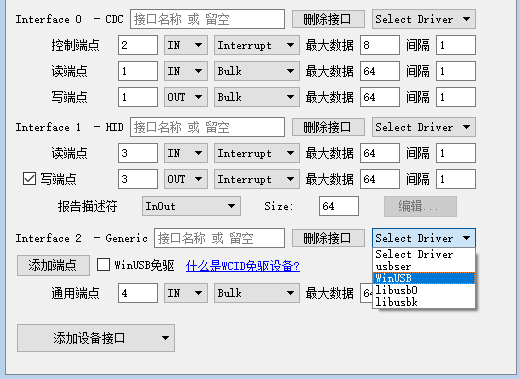 Interface 0 - CDC 接口名称 或 留空 删除接口 Select Driver
控制端点 2 IN Interrupt 最大数据 8 间隔 1
读端点 1 IN Bulk 最大数据 64 间隔 1
写端点 1 OUT Bulk 最大数据 64 间隔 1
Interface 1 - HID 接口名称 或 留空 删除接口 Select Driver
读端点 3 IN Interrupt 最大数据 64 间隔 1
写端点 3 OUT Interrupt 最大数据 64 间隔 1
报告描述符 InOut Size: 64 编辑...
Interface 2 - Generic 接口名称 或 留空 删除接口 Select Driver
Select Driver
usbser
WinUSB
libusb0
libusbk
添加端点 WinUSB免驱 什么是WCID免驱设备?
通用端点 4 IN Bulk 最大数据 1
添加设备接口